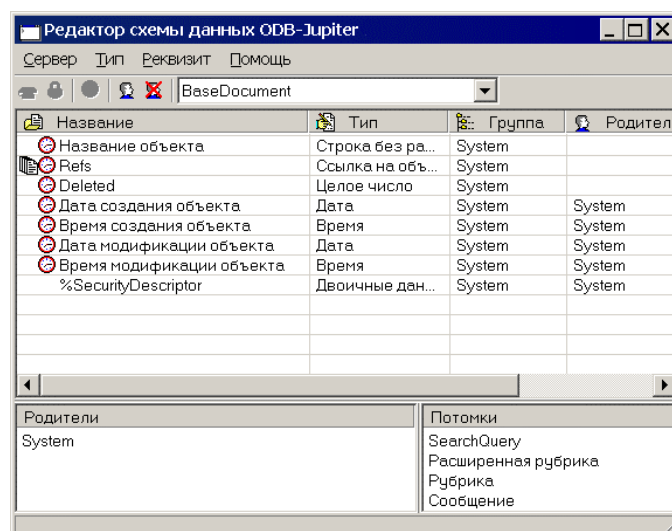 Редактор схемы данных ODB-Jupiter
Сервер Тип Реквизит Помощь
BaseDocument
Название Тип Группа Родител
Название объекта Строка без ра... System
Refs Ссылка на объ... System
Deleted Целое число System
Дата создания объекта Дата System System
Время создания объекта Время System System
Дата модификации объекта Дата System System
Время модификации объекта Время System System
%SecurityDescriptor Двоичные дан... System System
Родители Потомки
System SearchQuery
Расширенная рубрика
Рубрика
Сообщение